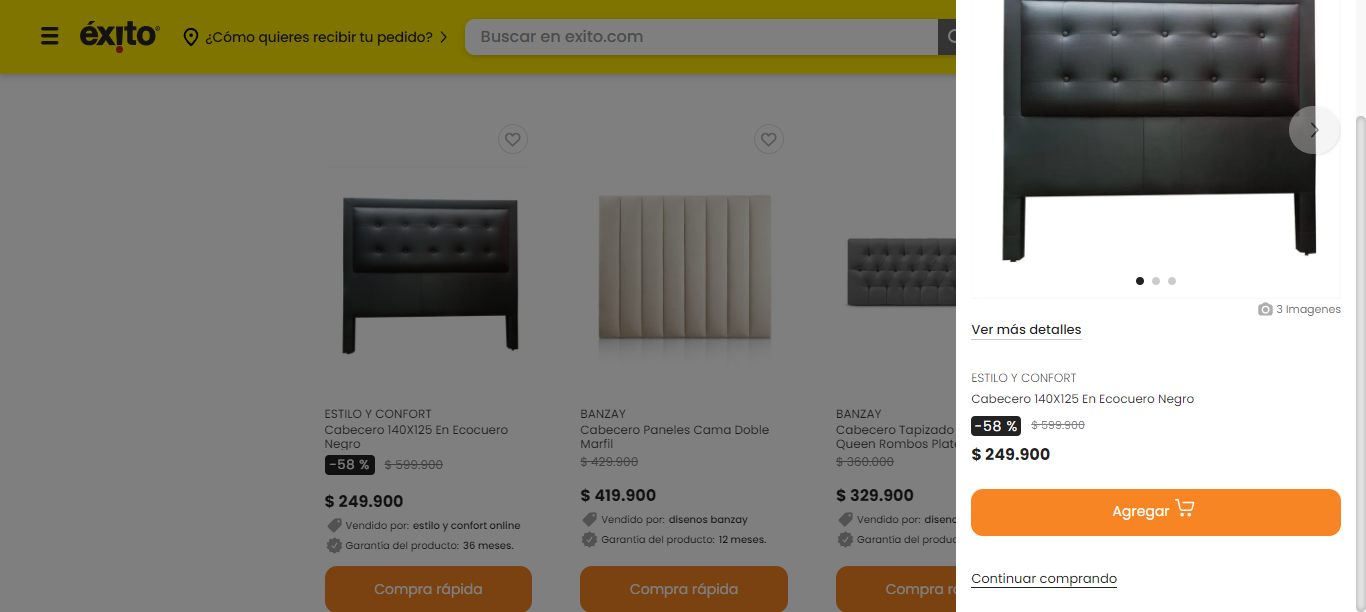 éxito
¿Cómo quieres recibir tu pedido?
Buscar en exito.com
ESTILO Y CONFORT
Cabecero 140X125 En Ecocuero
Negro
-58 %
$ 599.900
$ 249.900
Vendido por: estilo y confort online
Garantía del producto: 36 meses.
Compra rápida
BANZAY
Cabecero Paneles Cama Doble
Marfil
$ 429.900
$ 419.900
Vendido por: disenos banzay
Garantía del producto: 12 meses.
Compra rápida
BANZAY
Cabecero Tapizado
Queen Rombos Plat
$ 360.000
$ 329.900
Vendido por: diseno
Garantía del produc
Compra r
3 Imagenes
Ver más detalles
ESTILO Y CONFORT
Cabecero 140X125 En Ecocuero Negro
-58 %
$ 599.900
$ 249.900
Agregar
Continuar comprando